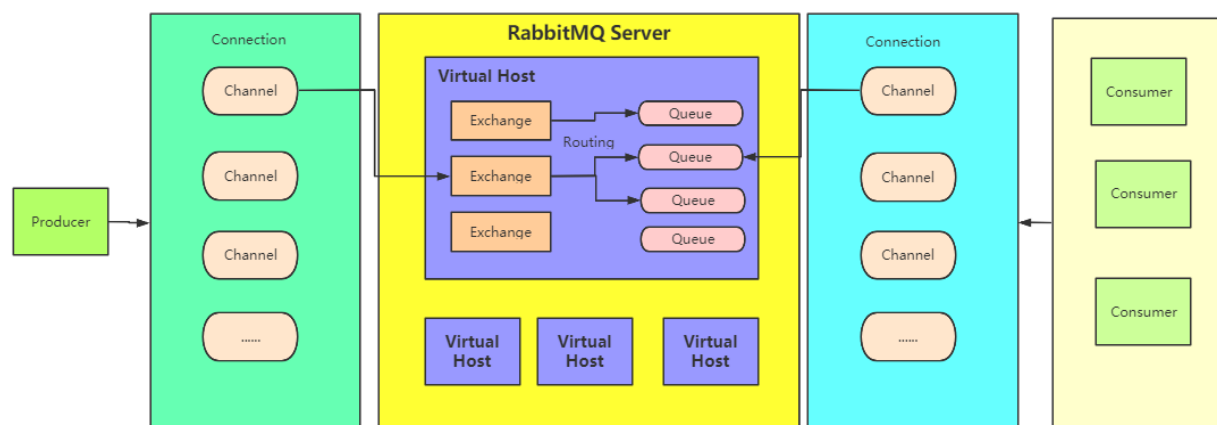 Producer
Connection
Channel
Channel
Channel
......
RabbitMQ Server
Virtual Host
Exchange
Exchange
Exchange
Routing
Queue
Queue
Queue
Queue
Virtual
Host
Virtual
Host
Virtual
Host
Connection
Channel
Channel
Channel
......
Consumer
Consumer
Consumer